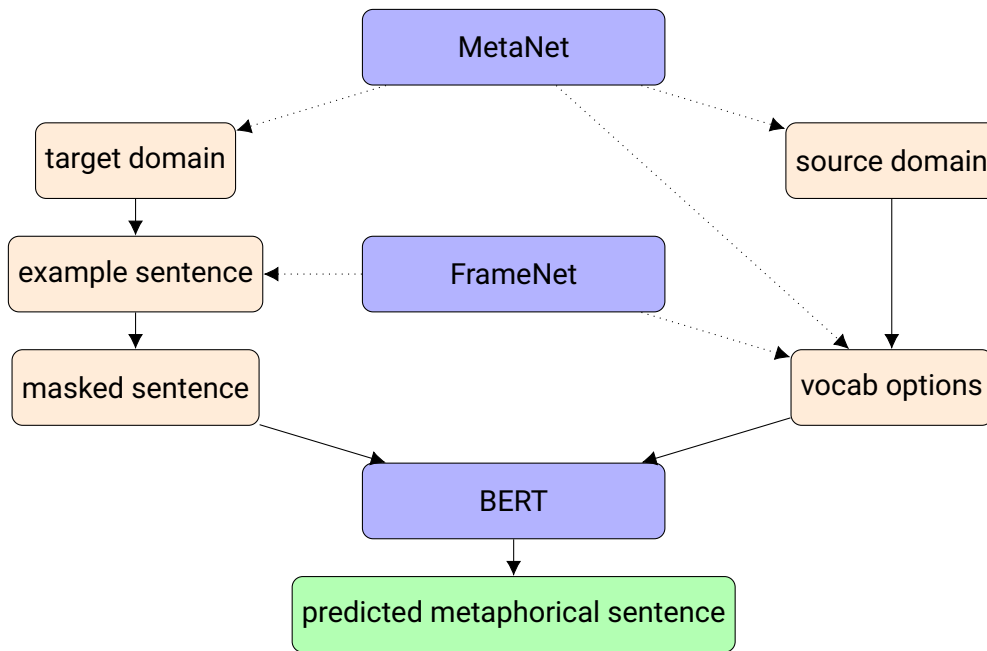 MetaNet
target domain
source domain
example sentence
FrameNet
masked sentence
vocab options
BERT
predicted metaphorical sentence